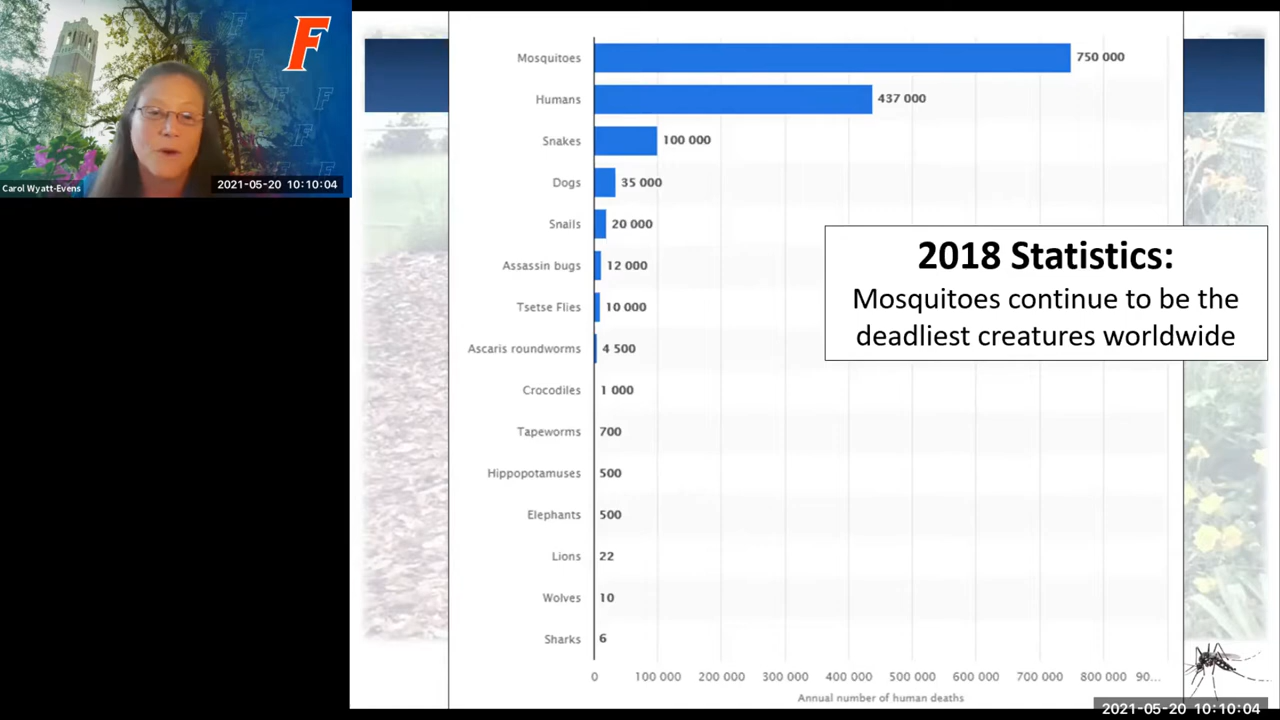 F
Carol Wyatt-Evens
2021-05-20 10:10:04
Mosquitoes 750 000
Humans 437 000
Snakes 100 000
Dogs 35 000
Snails 20 000
Assassin bugs 12 000
Tsetse Flies 10 000
Ascaris roundworms 4 500
Crocodiles 1 000
Tapeworms 700
Hippopotamuses 500
Elephants 500
Lions 22
Wolves 10
Sharks 6
0 100 000 200 000 300 000 400 000 500 000 600 000 700 000 800 000 90...
Annual number of human deaths
2018 Statistics:
Mosquitoes continue to be the
deadliest creatures worldwide
2021-05-20 10:10:04